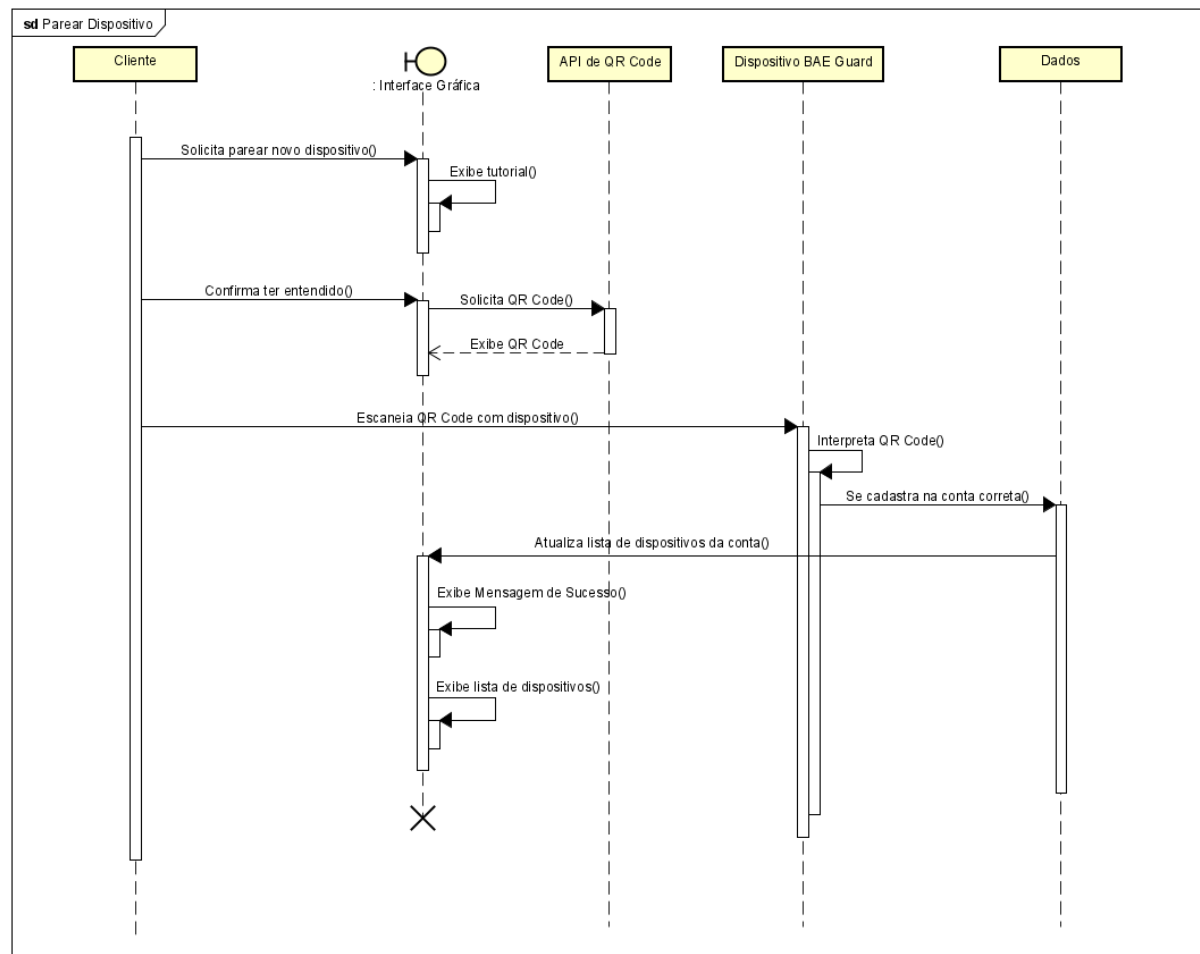 sd Parear Dispositivo
Cliente
: Interface Gráfica
API de QR Code
Dispositivo BAE Guard
Dados
Solicita parear novo dispositivo()
Exibe tutorial()
Confirma ter entendido()
Solicita QR Code()
Exibe QR Code
Escaneia QR Code com dispositivo()
Interpreta QR Code()
Se cadastra na conta correta()
Atualiza lista de dispositivos da conta()
Exibe Mensagem de Sucesso()
Exibe lista de dispositivos()